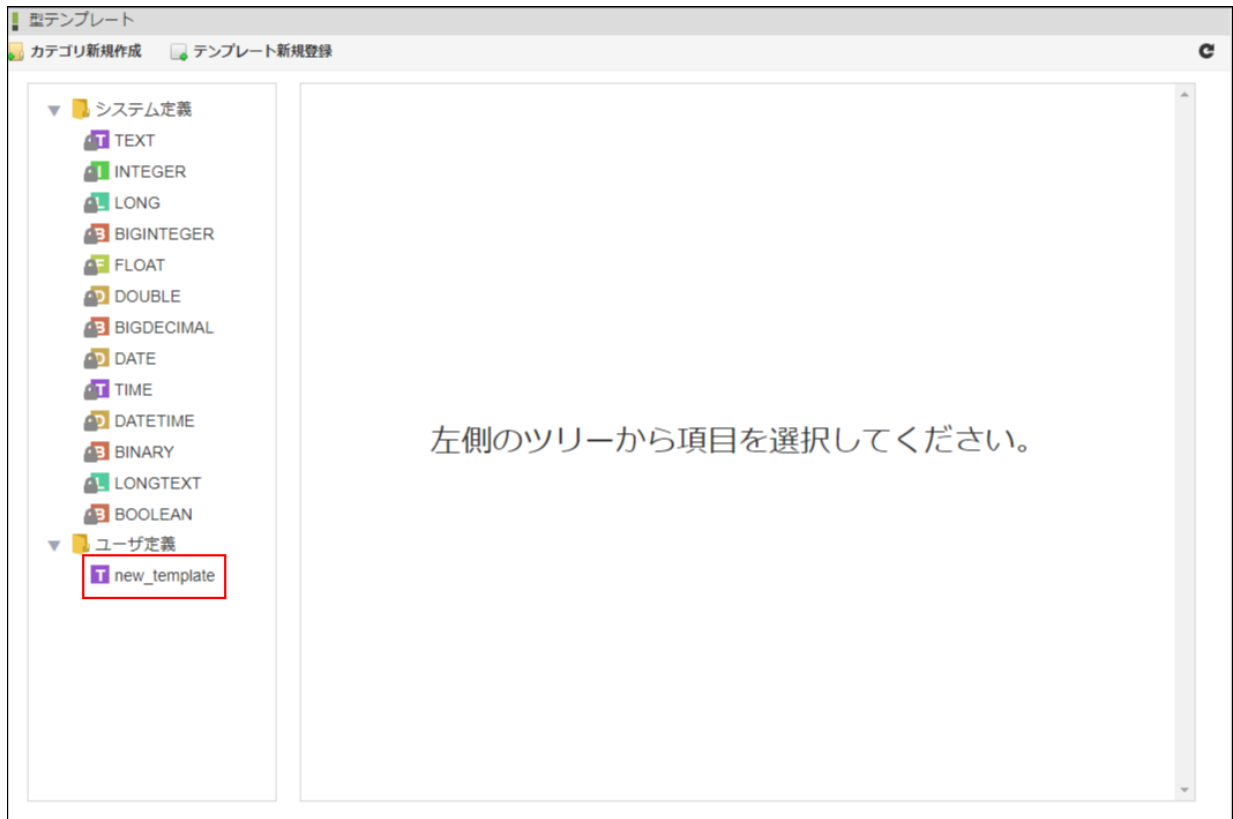 型テンプレート
カテゴリ新規作成 テンプレート新規登録
システム定義
T TEXT
I INTEGER
L LONG
B BIGINTEGER
F FLOAT
D DOUBLE
B BIGDECIMAL
D DATE
T TIME
D DATETIME
B BINARY
L LONGTEXT
B BOOLEAN
ユーザ定義
T new_template
左側のツリーから項目を選択してください。